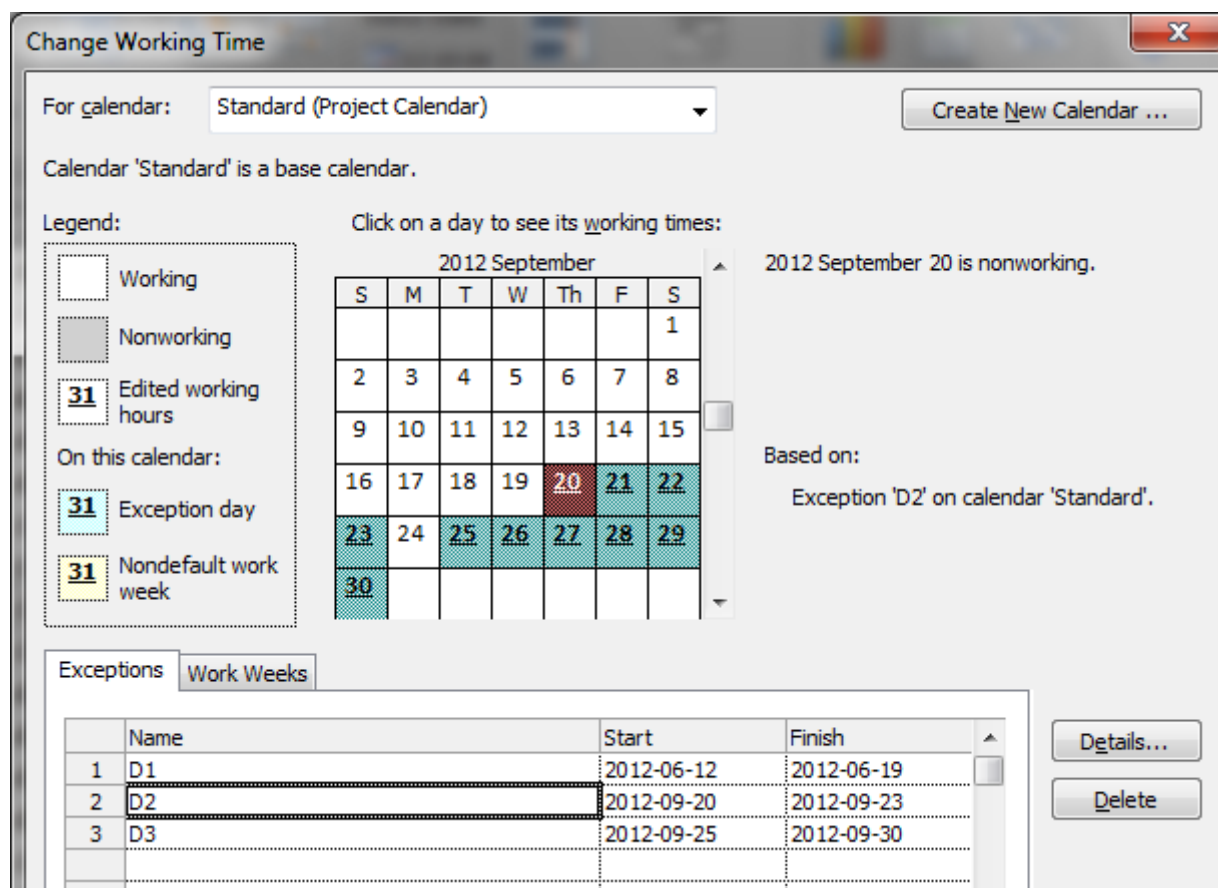 Change Working Time
x
For calendar: Standard (Project Calendar) Create New Calendar ...
Calendar 'Standard' is a base calendar.
Legend: Click on a day to see its working times:
Working
Nonworking
31 Edited working
hours
On this calendar:
31 Exception day
31 Nondefault work
week
2012 September
S M T W Th F S
1
2 3 4 5 6 7 8
9 10 11 12 13 14 15
16 17 18 19 20 21 22
23 24 25 26 27 28 29
30
2012 September 20 is nonworking.
Based on:
Exception 'D2' on calendar 'Standard'.
Exceptions Work Weeks
Name Start Finish
1 D1 2012-06-12 2012-06-19
2 D2 2012-09-20 2012-09-23
3 D3 2012-09-25 2012-09-30
Details...
Delete